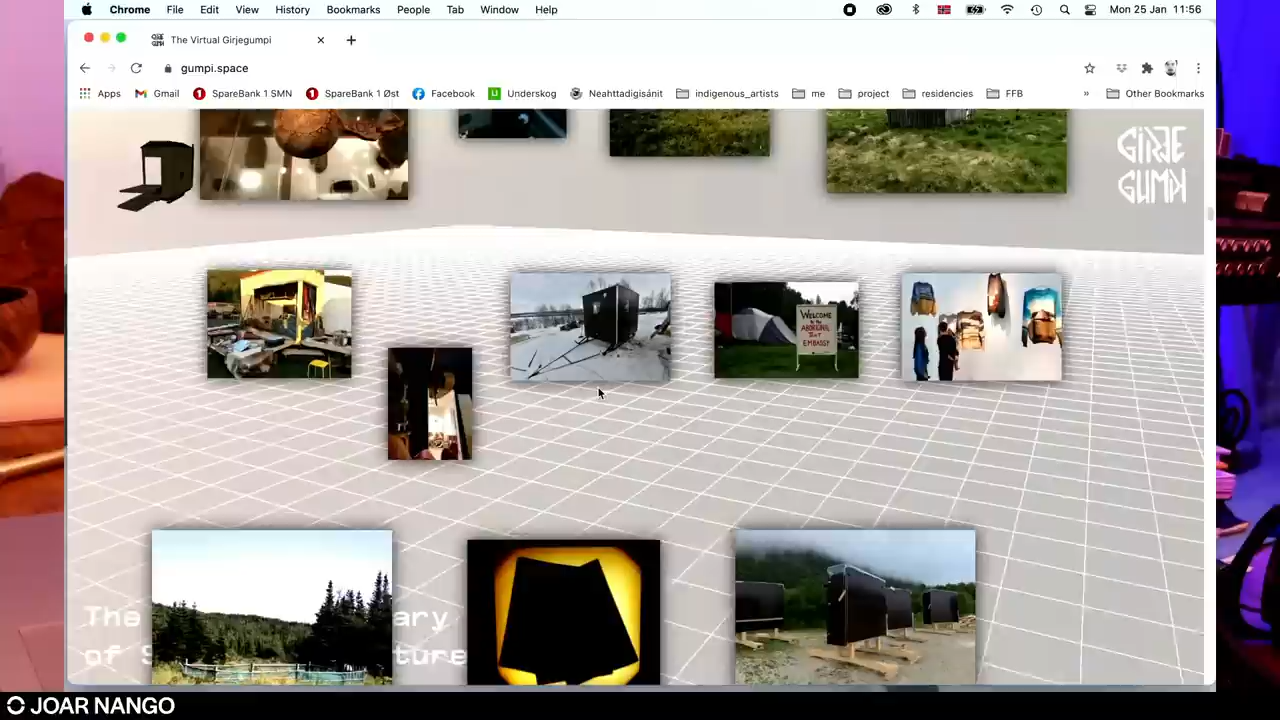 Chrome File Edit View History Bookmarks People Tab Window Help Mon 25 Jan 11:56
The Virtual Girjegumpi
gumpi.space
Apps Gmail SpareBank 1 SMN SpareBank 1 Øst Facebook Underskog Neahttadigisánit indigenous_artists me project residencies FFB » Other Bookmarks
GIRJE
GUMPI
WELCOME
to the
ABORIGINAL
TENT
EMBASSY
The ary
of S ture
JOAR NANGO